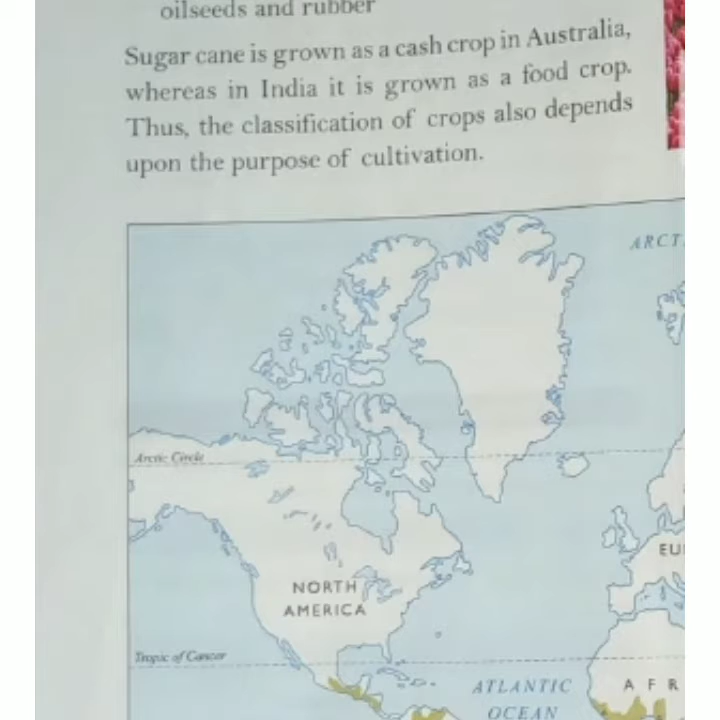 oilseeds and rubber
Sugar cane is grown as a cash crop in Australia,
whereas in India it is grown as a food crop.
Thus, the classification of crops also depends
upon the purpose of cultivation.
ARCT
Arctic Circle
EU
NORTH
AMERICA
Tropic of Cancer
ATLANTIC
OCEAN
A F R